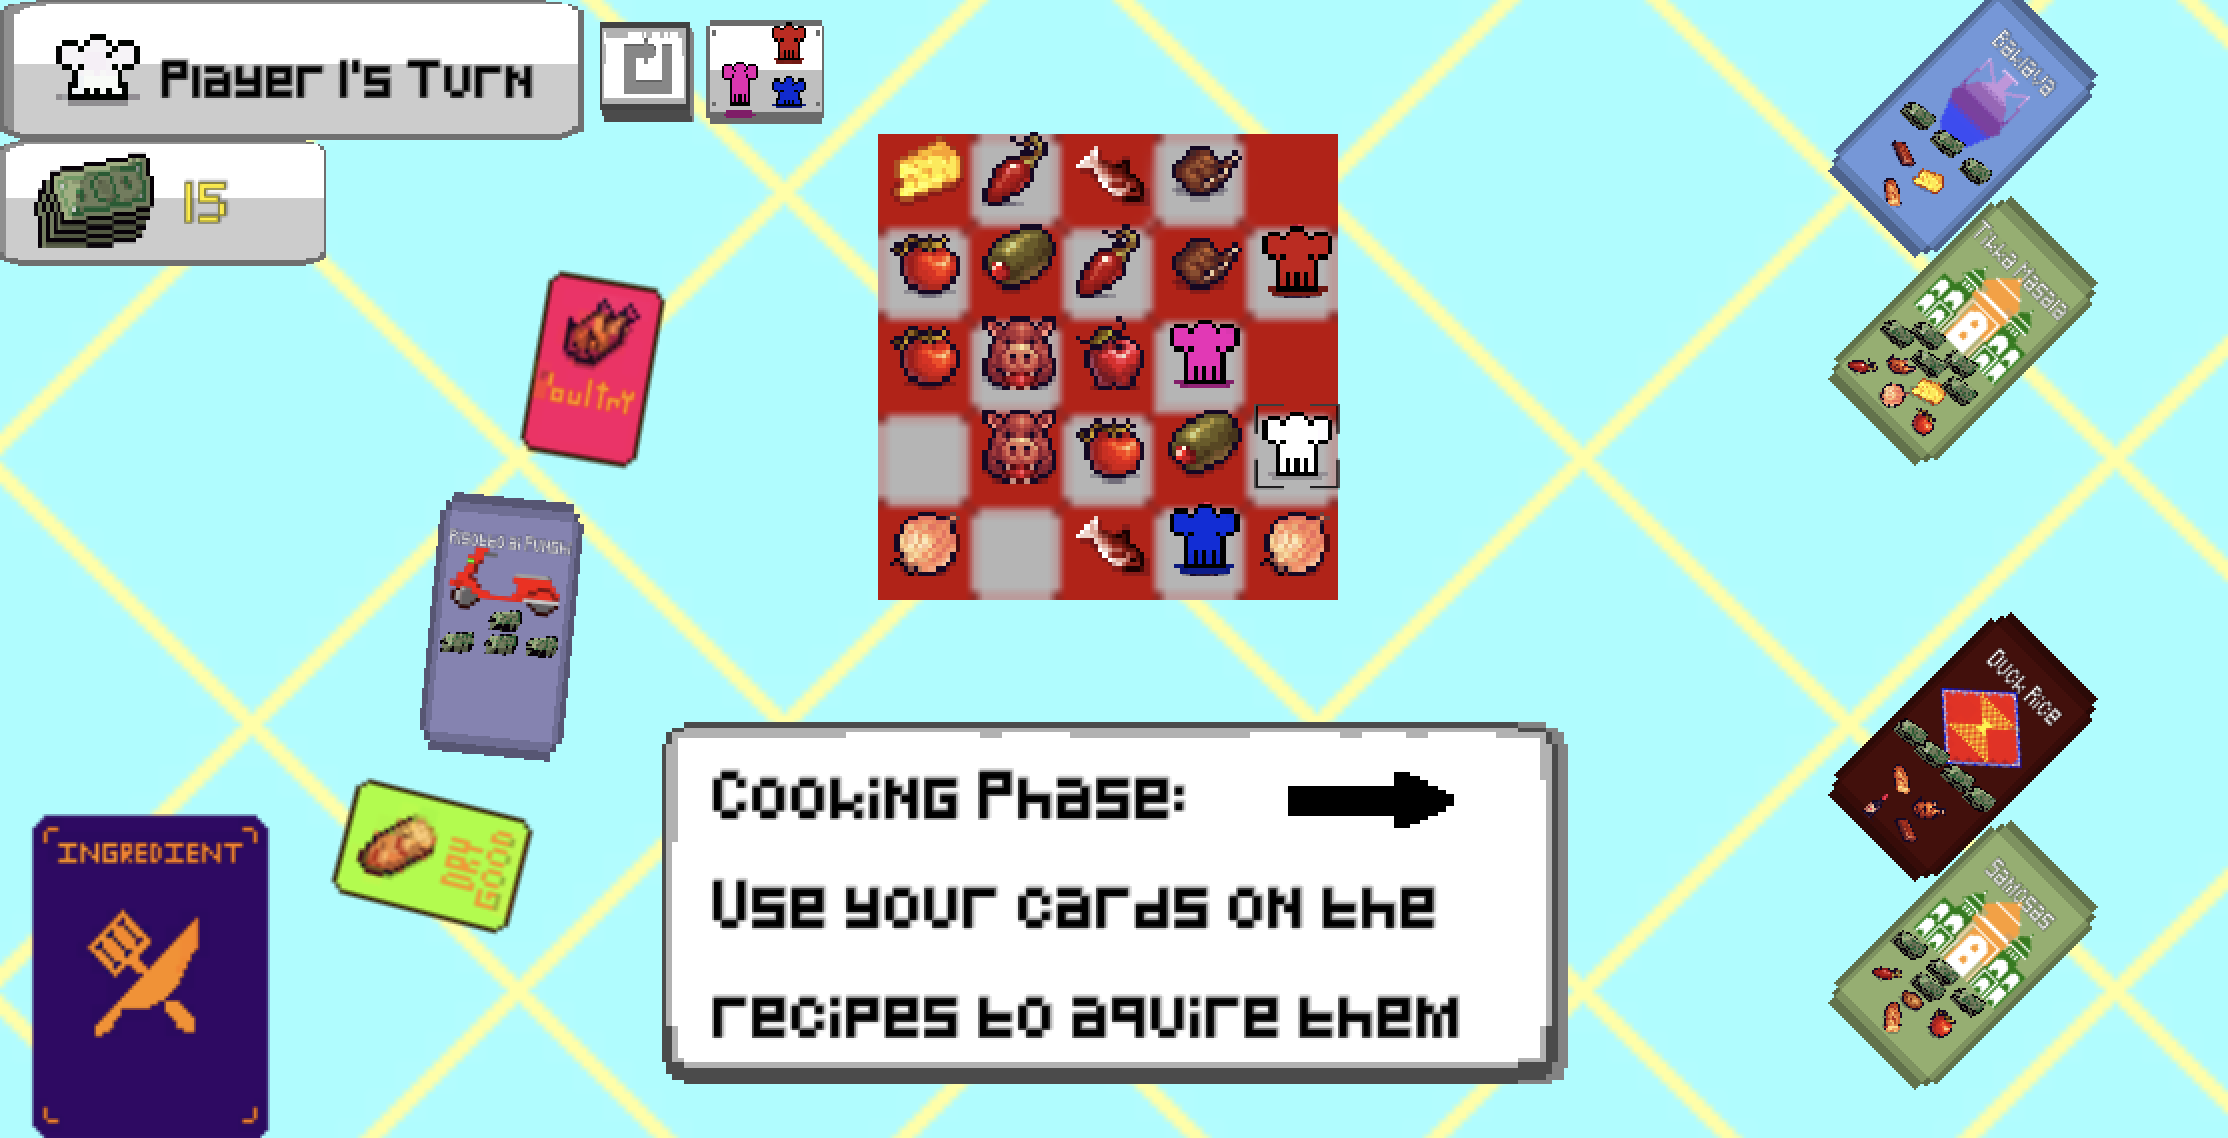 Player 1's Turn
15
Baklava
Tikka Masala
Poultry
Risotto ai Funghi
Duck Rice
DRY
GOOD
INGREDIENT
Samosas
Cooking Phase:
Use your cards on the
recipes to aquire them